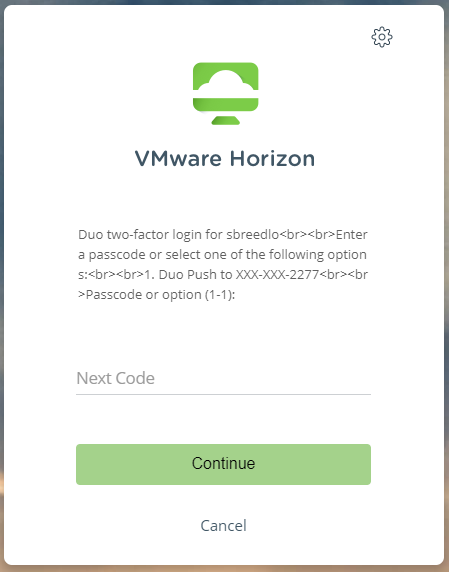 VMware Horizon
Duo two-factor login for sbreedlo<br><br>Enter
a passcode or select one of the following option
s:<br><br>1. Duo Push to XXX-XXX-2277<br><br
>Passcode or option (1-1):
Next Code
Continue
Cancel